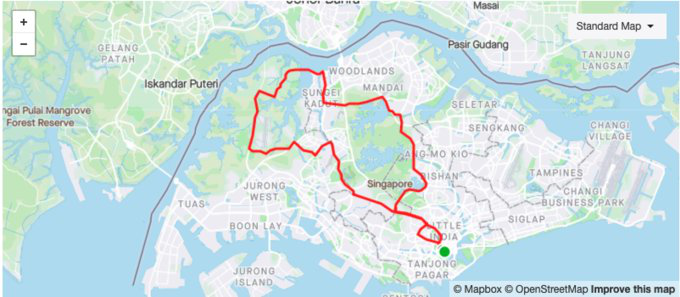 Johor Bahru
Masai
+
Standard Map
−
GELANG
PATAH
Pasir Gudang
TANJUNG
LANGSAT
WOODLANDS
Iskandar Puteri
SUNGEI
KADUT
MANDAI
ngai Pulai Mangrove
Forest Reserve
SELETAR
SENGKANG
CHANGI
VILLAGE
ANG MO KIO
BISHAN
TAMPINES
JURONG
WEST
Singapore
CHANGI
BUSINESS PARK
TUAS
SIGLAP
BOON LAY
LITTLE
INDIA
TANJONG
PAGAR
JURONG
ISLAND
© Mapbox © OpenStreetMap Improve this map